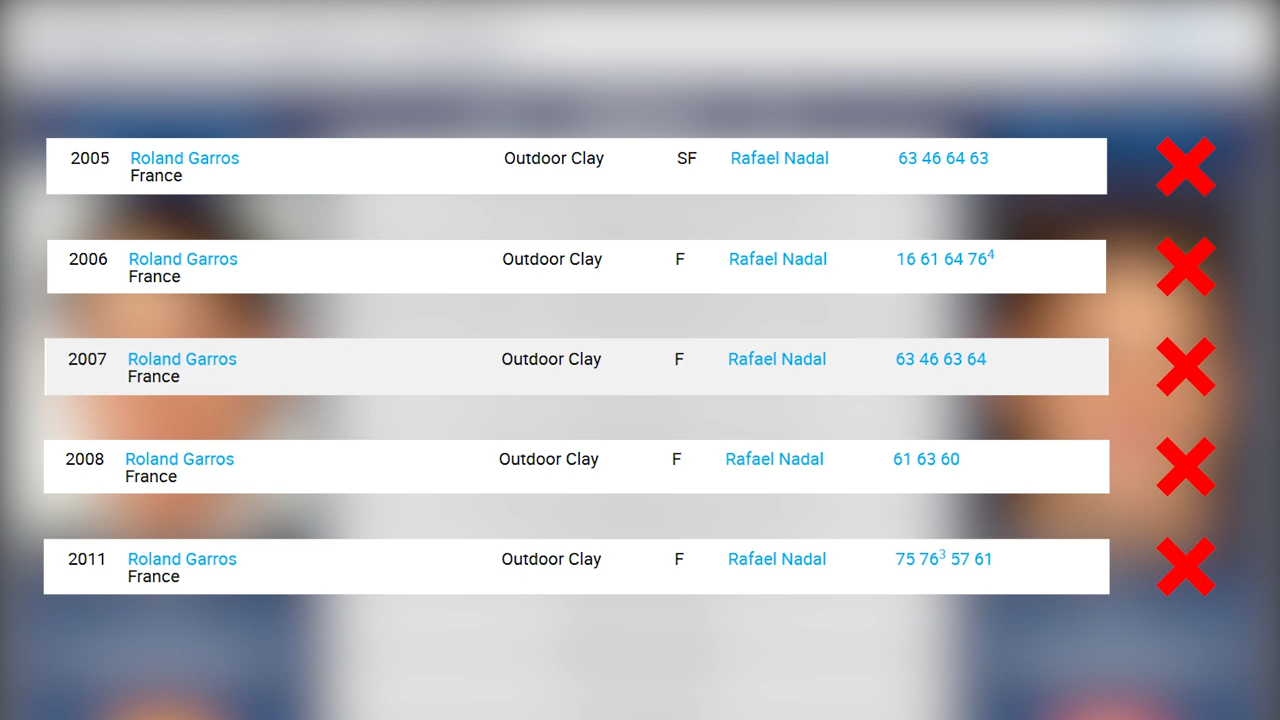 2005 Roland Garros Outdoor Clay SF Rafael Nadal 63 46 64 63
France
2006 Roland Garros Outdoor Clay F Rafael Nadal 16 61 64 76⁴
France
2007 Roland Garros Outdoor Clay F Rafael Nadal 63 46 63 64
France
2008 Roland Garros Outdoor Clay F Rafael Nadal 61 63 60
France
2011 Roland Garros Outdoor Clay F Rafael Nadal 75 76³ 57 61
France